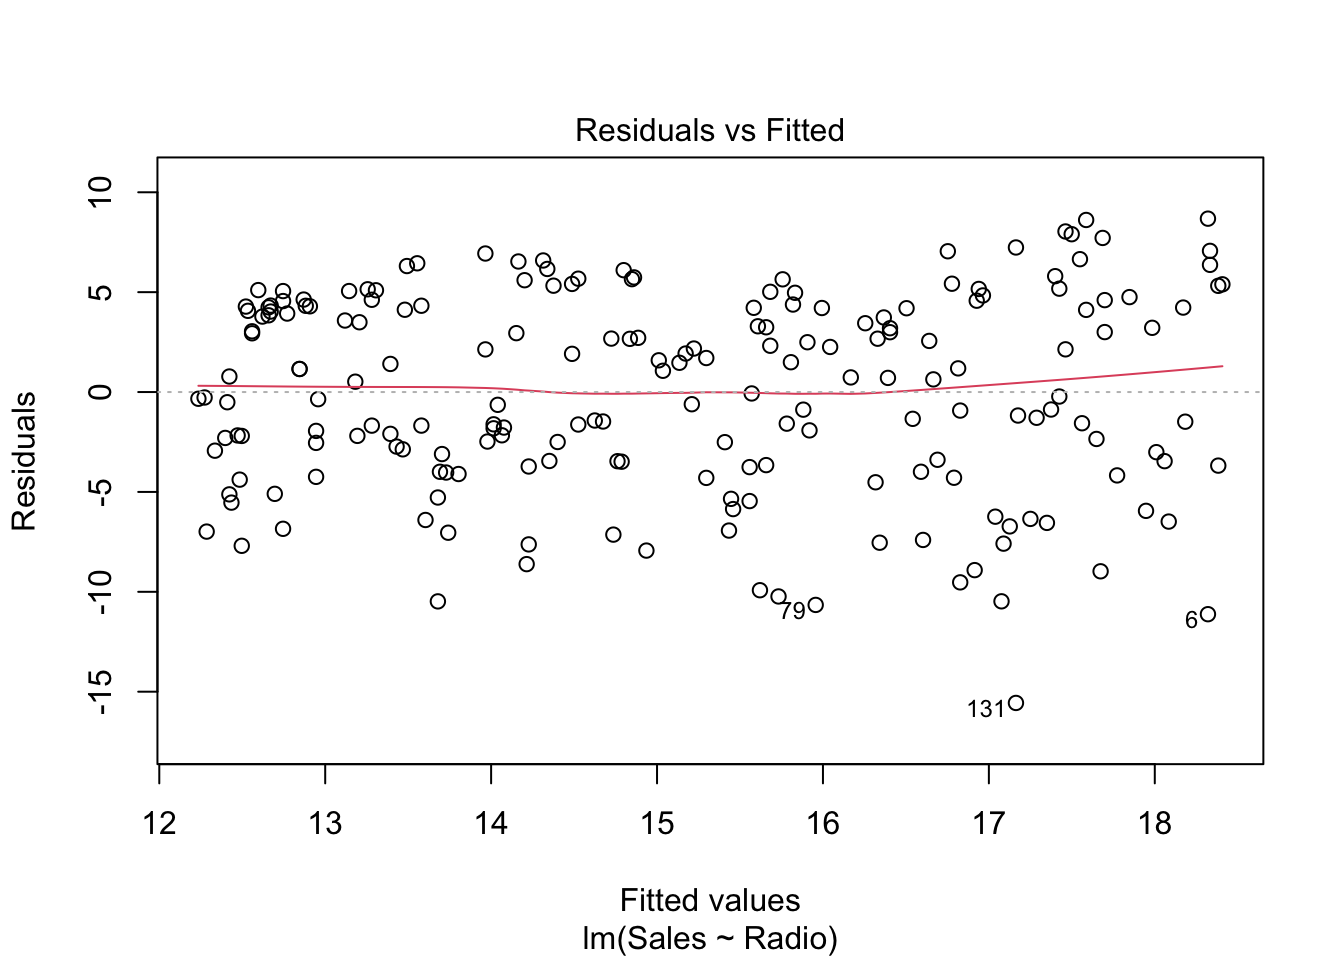 Residuals vs Fitted
Residuals
10
5
0
-5
-10
-15
79
6
131
12 13 14 15 16 17 18
Fitted values
lm(Sales ~ Radio)